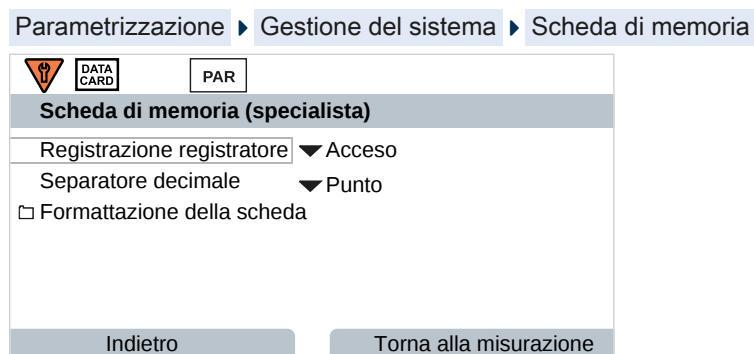 Parametrizzazione Gestione del sistema Scheda di memoria
DATA CARD PAR
Scheda di memoria (specialista)
Registrazione registratore Acceso
Separatore decimale Punto
Formattazione della scheda
Indietro Torna alla misurazione